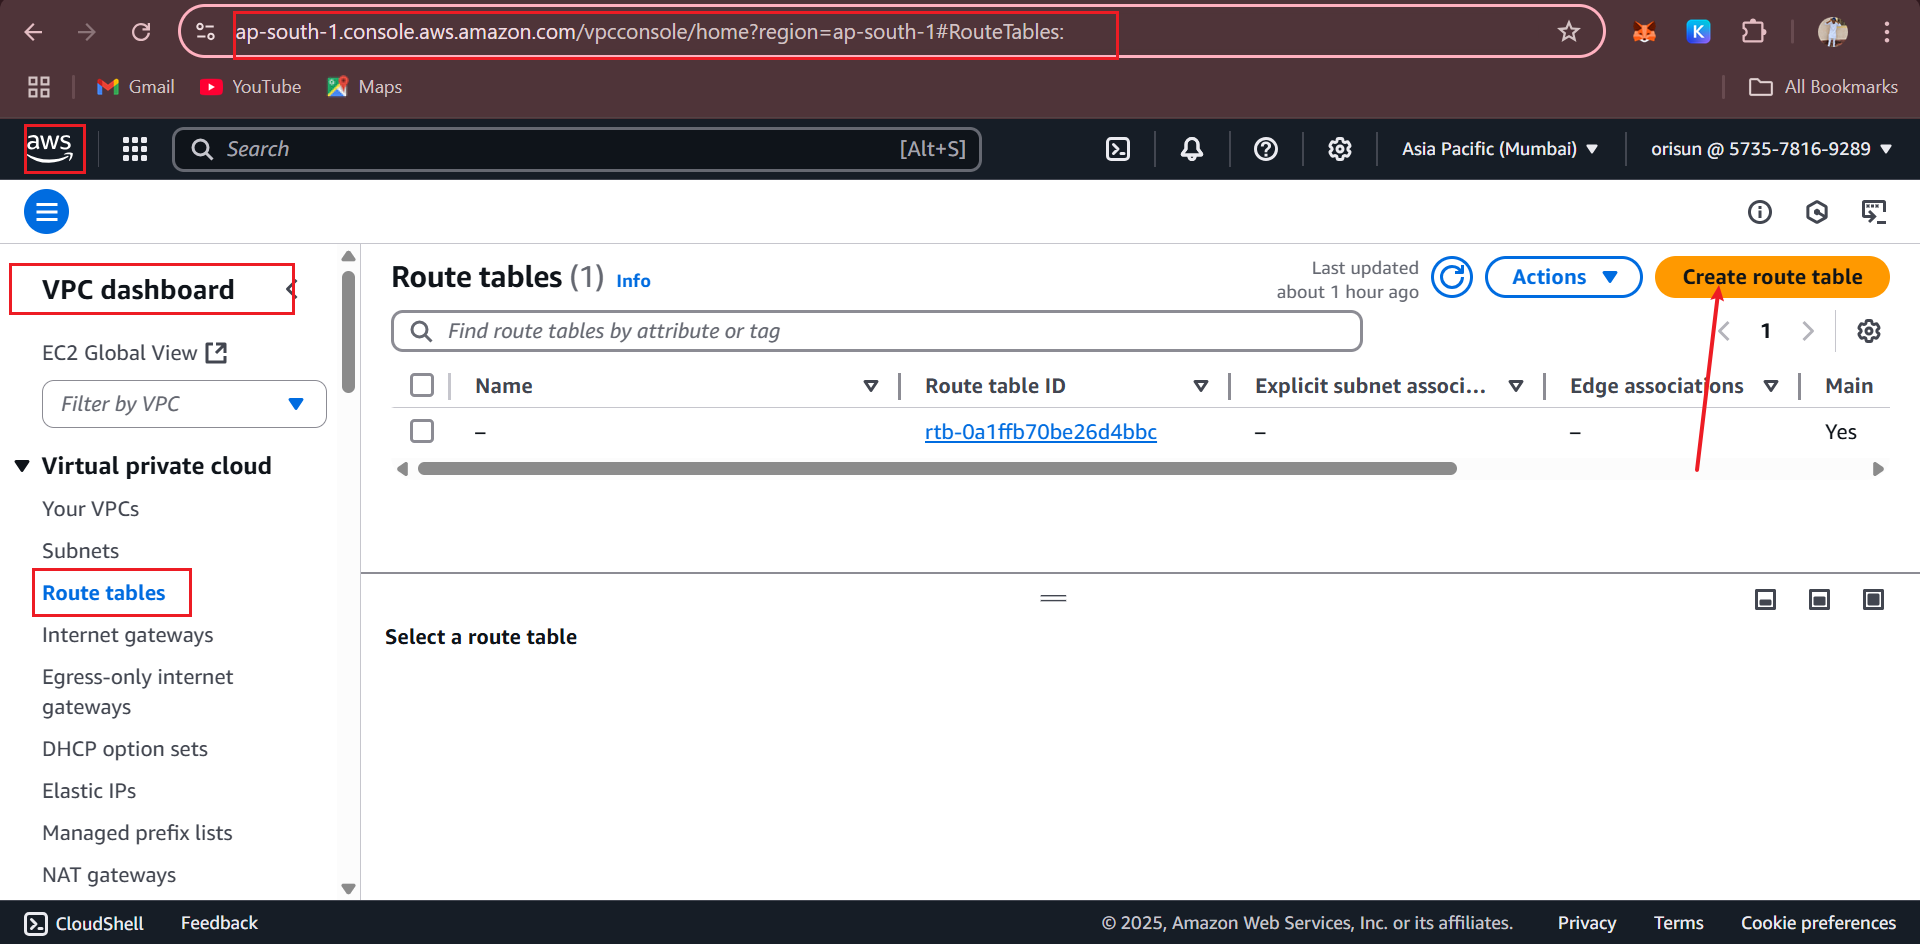 ap-south-1.console.aws.amazon.com/vpcconsole/home?region=ap-south-1#RouteTables:
K
Gmail YouTube Maps All Bookmarks
aws Search [Alt+S] Asia Pacific (Mumbai) orisun @ 5735-7816-9289
VPC dashboard
EC2 Global View
Filter by VPC
Virtual private cloud
Your VPCs
Subnets
Route tables
Internet gateways
Egress-only internet
gateways
DHCP option sets
Elastic IPs
Managed prefix lists
NAT gateways
Route tables (1) Info
Last updated
about 1 hour ago
Actions
Create route table
Find route tables by attribute or tag
1
Name Route table ID Explicit subnet associ... Edge associations Main
– rtb-0a1ffb70be26d4bbc – – Yes
Select a route table
CloudShell Feedback © 2025, Amazon Web Services, Inc. or its affiliates. Privacy Terms Cookie preferences